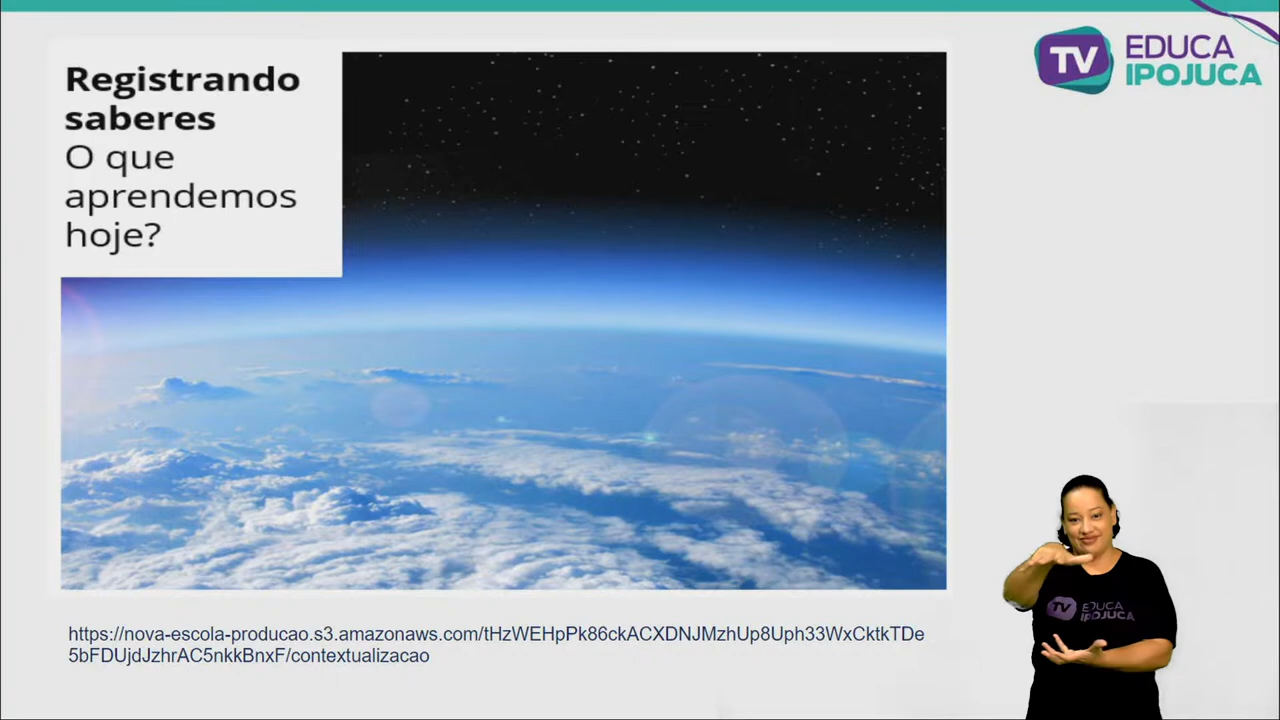 Registrando
saberes
O que
aprendemos
hoje?
TV EDUCA
IPOJUCA
https://nova-escola-producao.s3.amazonaws.com/tHzWEHpPk86ckACXDNJMzhUp8Uph33WxCktkTDe
5bFDUjdJzhrAC5nkkBnxF/contextualizacao
TV EDUCA
IPOJUCA